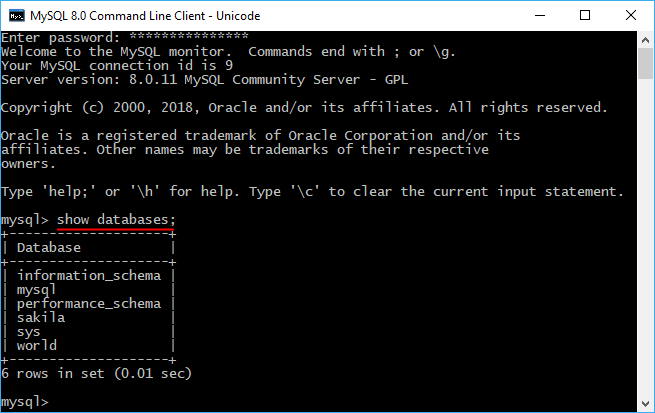 MySQL 8.0 Command Line Client - Unicode
Enter password: ***************
Welcome to the MySQL monitor.  Commands end with ; or \g.
Your MySQL connection id is 9
Server version: 8.0.11 MySQL Community Server - GPL
Copyright (c) 2000, 2018, Oracle and/or its affiliates. All rights reserved.
Oracle is a registered trademark of Oracle Corporation and/or its
affiliates. Other names may be trademarks of their respective
owners.
Type 'help;' or '\h' for help. Type '\c' to clear the current input statement.
mysql> show databases;
+--------------------+
| Database           |
+--------------------+
| information_schema |
| mysql              |
| performance_schema |
| sakila             |
| sys                |
| world              |
+--------------------+
6 rows in set (0.01 sec)
mysql>